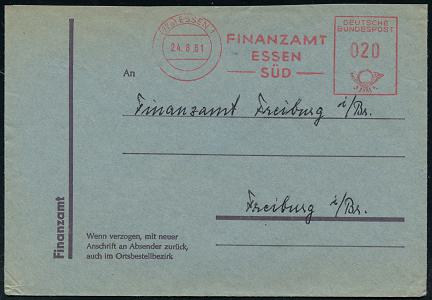 ESSEN 1
24.8.61
FINANZAMT
ESSEN
SÜD
DEUTSCHE
BUNDESPOST
020
An
Finanzamt Freiburg i/Br.
Freiburg i/Br.
Finanzamt
Wenn verzogen, mit neuer
Anschrift an Absender zurück,
auch im Ortsbestellbezirk